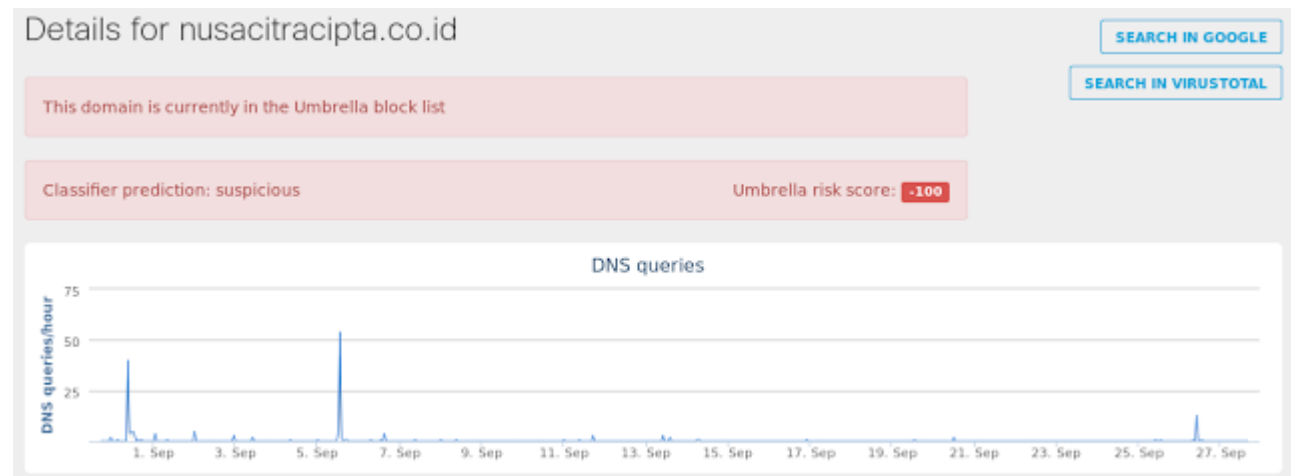 Details for nusacitracipta.co.id
SEARCH IN GOOGLE
SEARCH IN VIRUSTOTAL
This domain is currently in the Umbrella block list
Classifier prediction: suspicious
Umbrella risk score: -100
DNS queries
DNS queries/hour
75
50
25
1. Sep 3. Sep 5. Sep 7. Sep 9. Sep 11. Sep 13. Sep 15. Sep 17. Sep 19. Sep 21. Sep 23. Sep 25. Sep 27. Sep